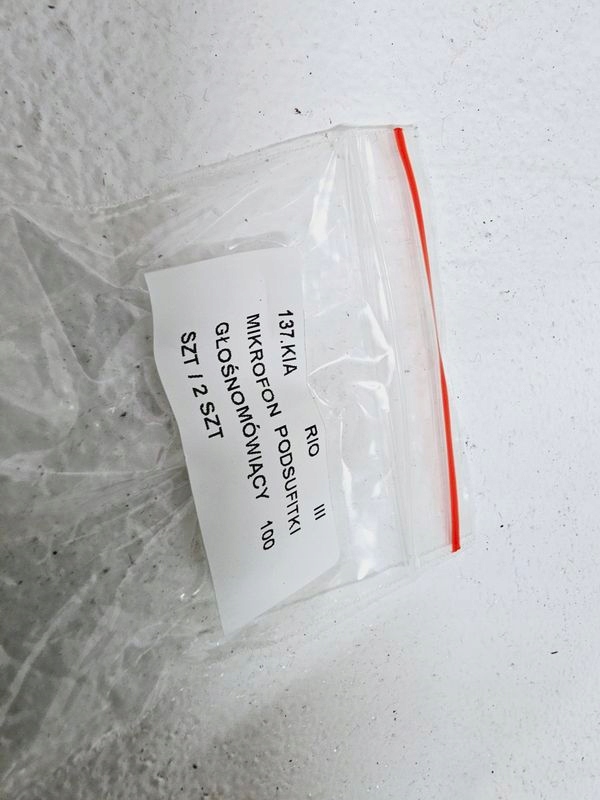 137.KIA RIO III
MIKROFON PODSUFITKI
GŁOŚNOMÓWIĄCY 100
SZT / 2 SZT